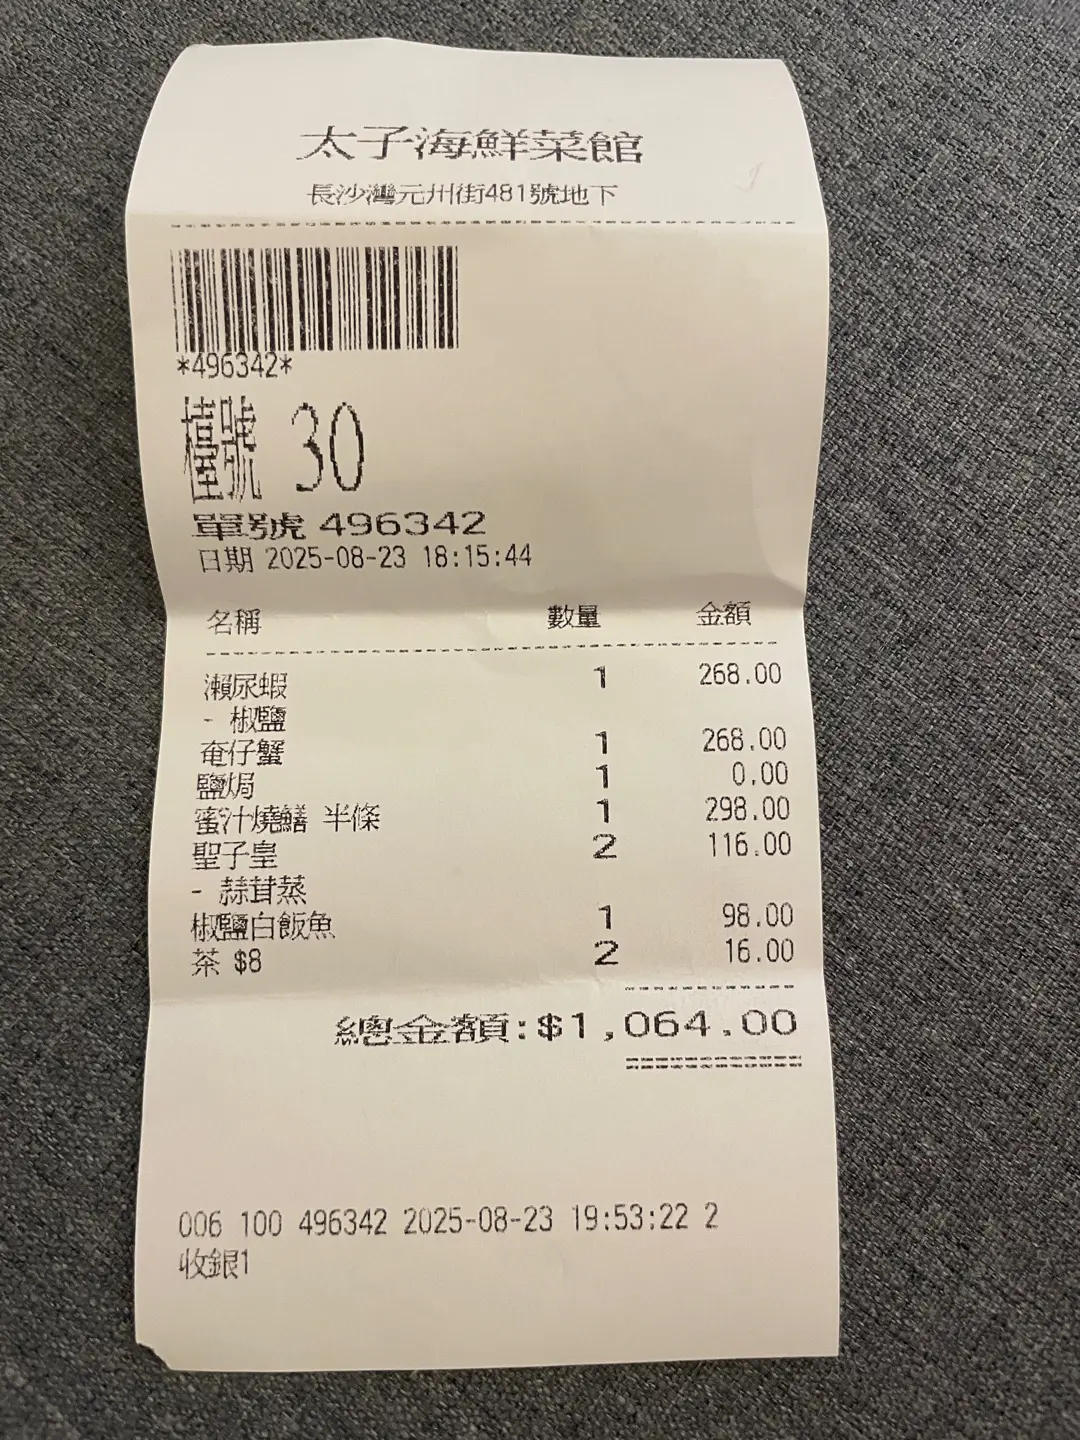 太子海鮮菜館
長沙灣元州街481號地下
*496342*
檯號 30
單號 496342
日期 2025-08-23 18:15:44
名稱 數量 金額
瀨尿蝦 1 268.00
- 椒鹽
奄仔蟹 1 268.00
鹽焗 1 0.00
蜜汁燒鱔 半條 1 298.00
聖子皇 2 116.00
- 蒜茸蒸
椒鹽白飯魚 1 98.00
茶 $8 2 16.00
總金額:$1,064.00
006 100 496342 2025-08-23 19:53:22 2
收銀1